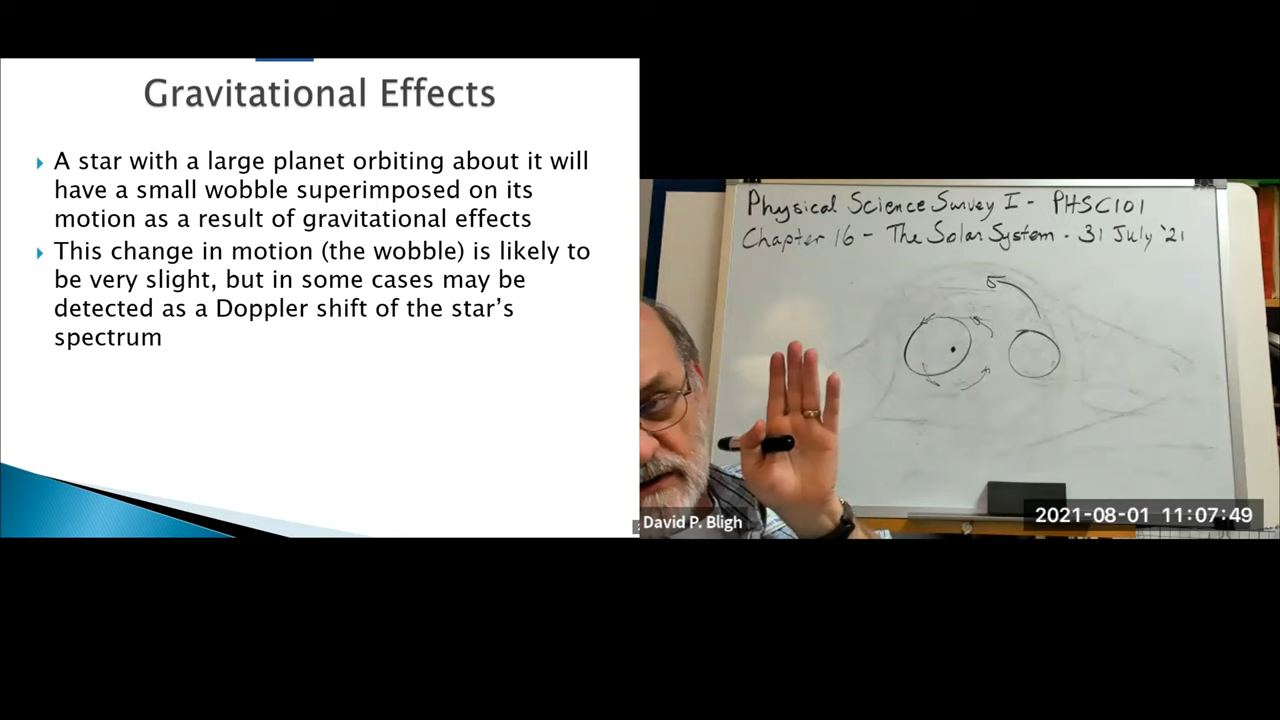 Gravitational Effects
A star with a large planet orbiting about it will
have a small wobble superimposed on its
motion as a result of gravitational effects
This change in motion (the wobble) is likely to
be very slight, but in some cases may be
detected as a Doppler shift of the star's
spectrum
Physical Science Survey I - PHSC101
Chapter 16 - The Solar System - 31 July '21
David P. Bligh
2021-08-01 11:07:49